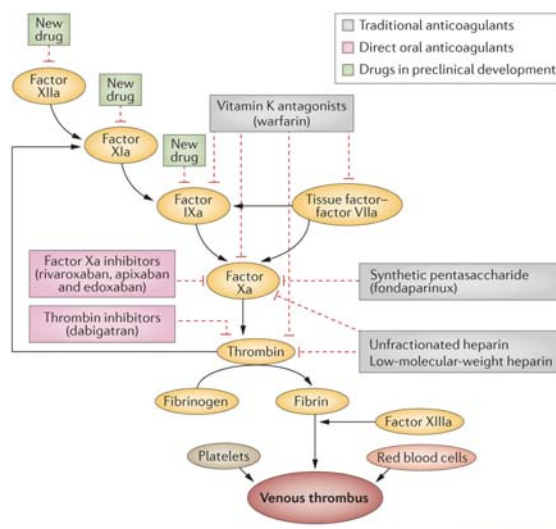 New
drug
Traditional anticoagulants
Direct oral anticoagulants
Drugs in preclinical development
Factor
XIIa
New
drug
Vitamin K antagonists
(warfarin)
Factor
XIa
New
drug
Factor
IXa
Tissue factor–
factor VIIa
Factor Xa inhibitors
(rivaroxaban, apixaban
and edoxaban)
Factor
Xa
Synthetic pentasaccharide
(fondaparinux)
Thrombin inhibitors
(dabigatran)
Thrombin
Unfractionated heparin
Low-molecular-weight heparin
Fibrinogen
Fibrin
Factor XIIIa
Platelets
Red blood cells
Venous thrombus